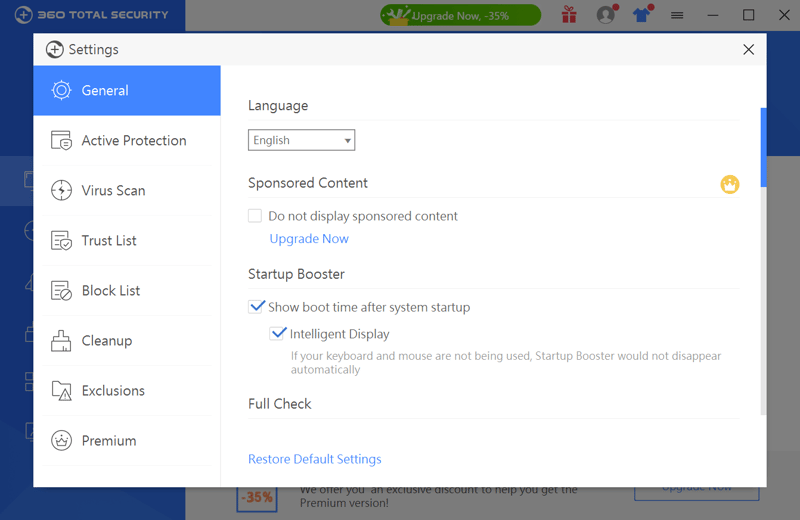 360 TOTAL SECURITY
Upgrade Now, -35%
Settings
General
Active Protection
Virus Scan
Trust List
Block List
Cleanup
Exclusions
Premium
Language
English
Sponsored Content
Do not display sponsored content
Upgrade Now
Startup Booster
Show boot time after system startup
Intelligent Display
If your keyboard and mouse are not being used, Startup Booster would not disappear
automatically
Full Check
Restore Default Settings
-35%
We offer you an exclusive discount to help you get the
Premium version!
Upgrade Now